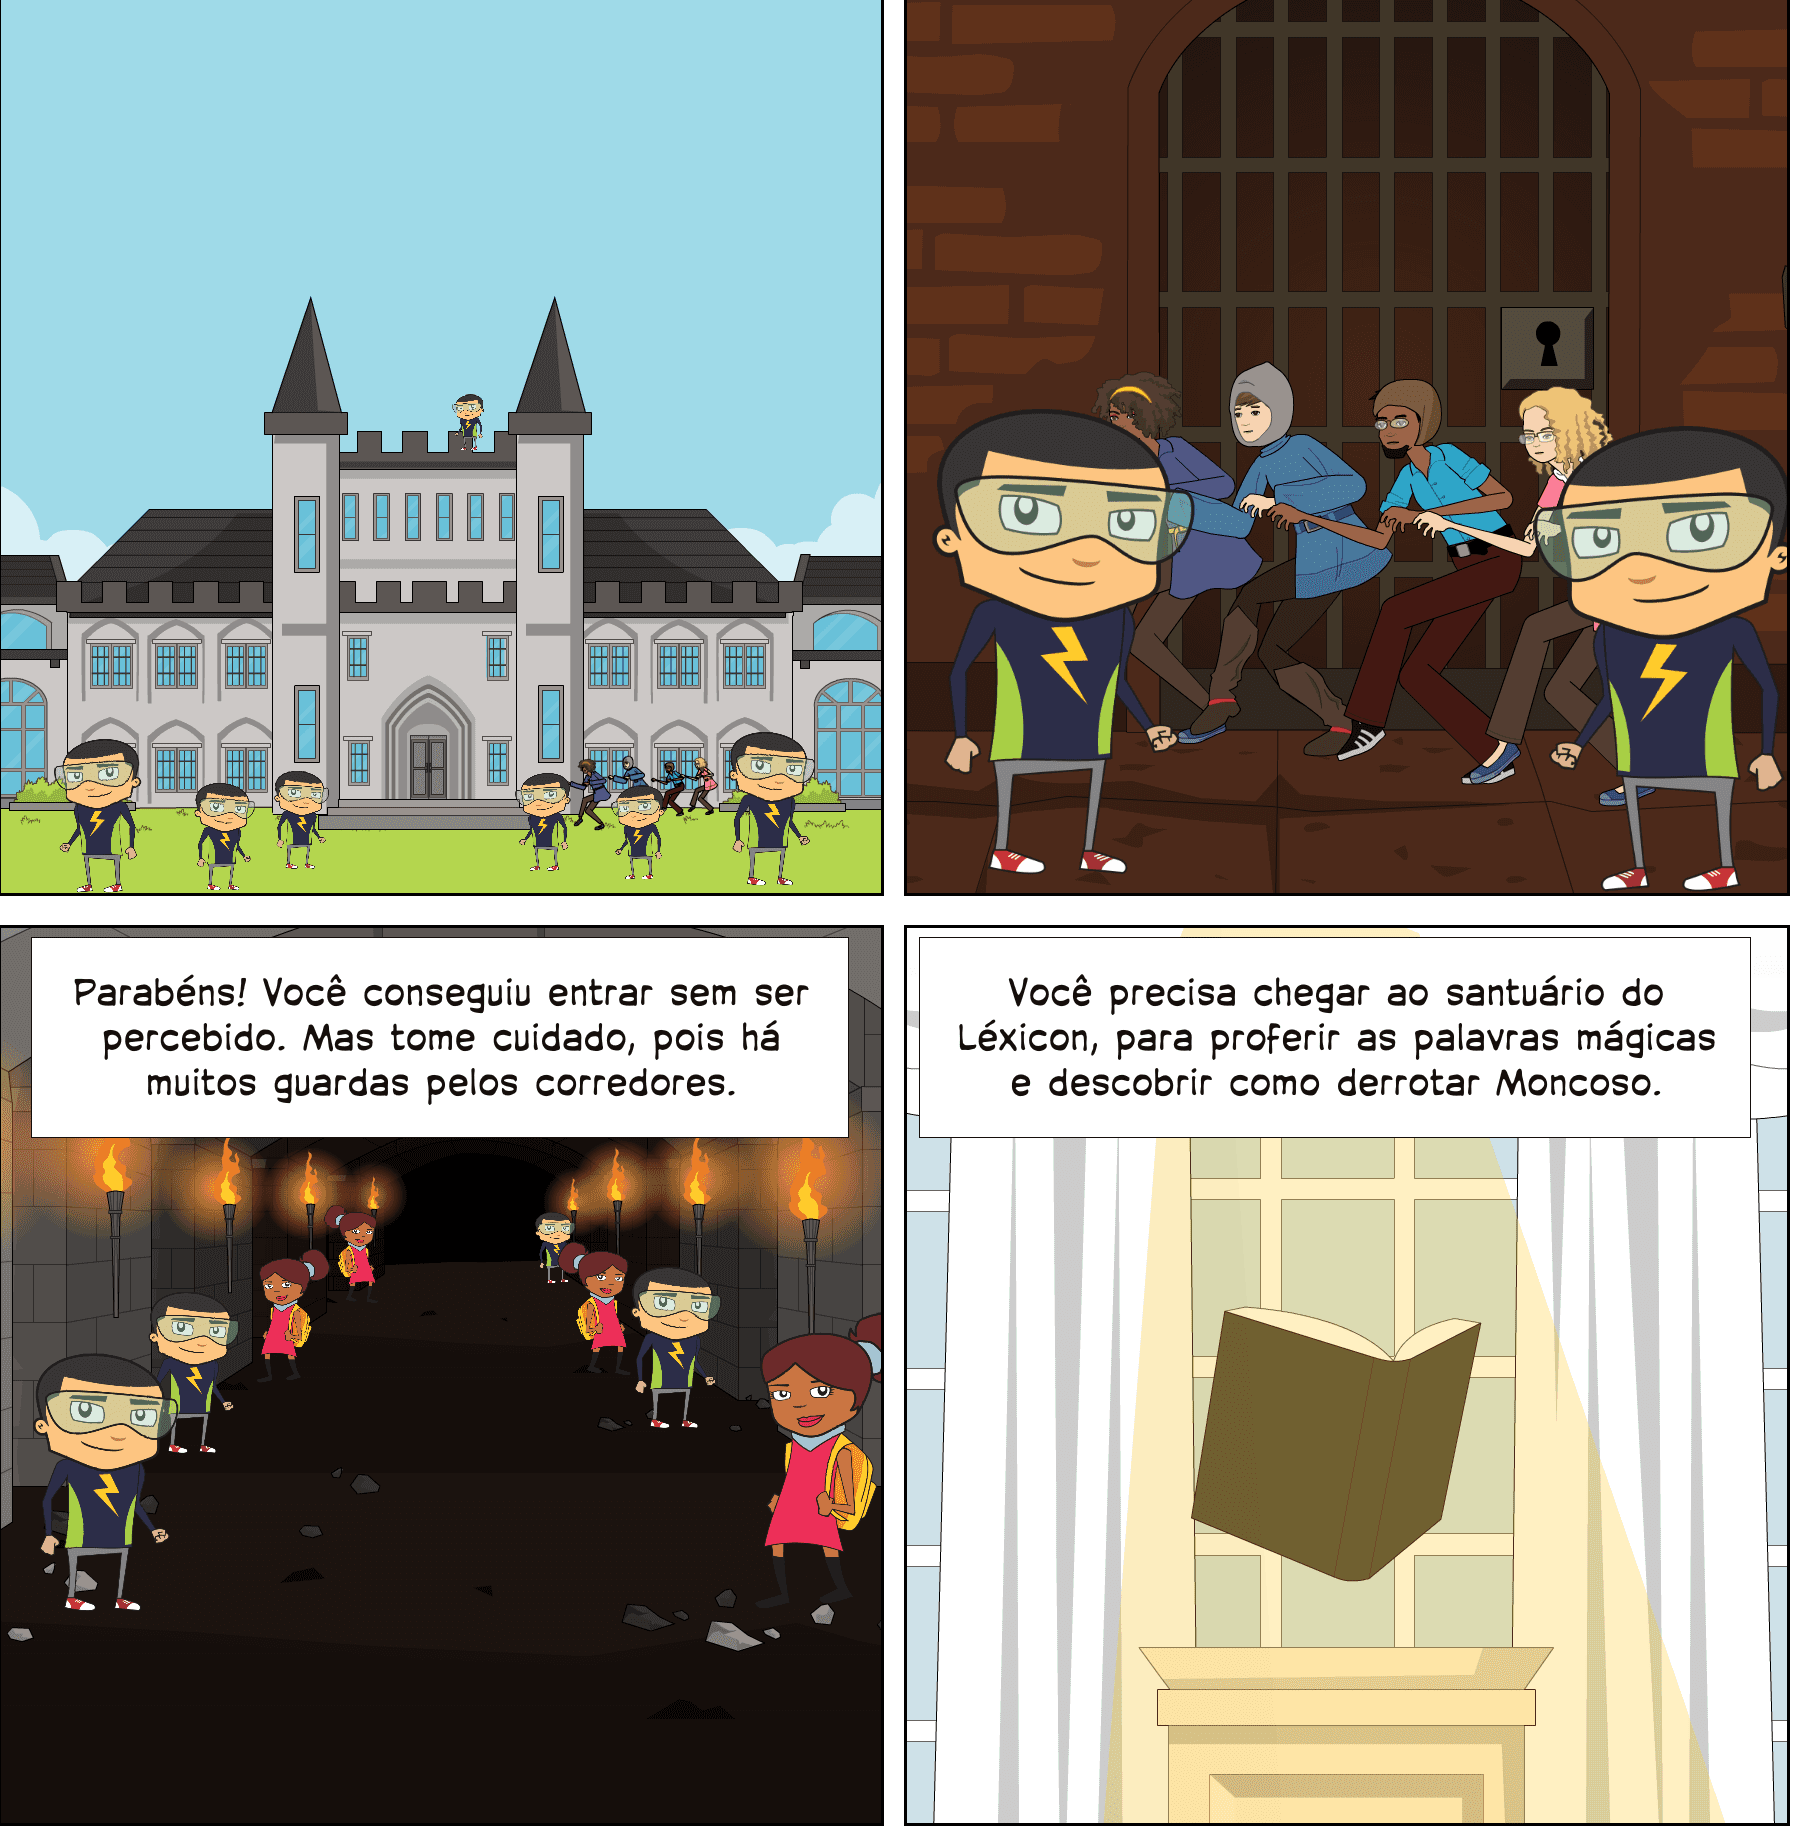 Parabéns! Você conseguiu entrar sem ser
percebido. Mas tome cuidado, pois há
muitos guardas pelos corredores.
Você precisa chegar ao santuário do
Léxicon, para proferir as palavras mágicas
e descobrir como derrotar Moncoso.